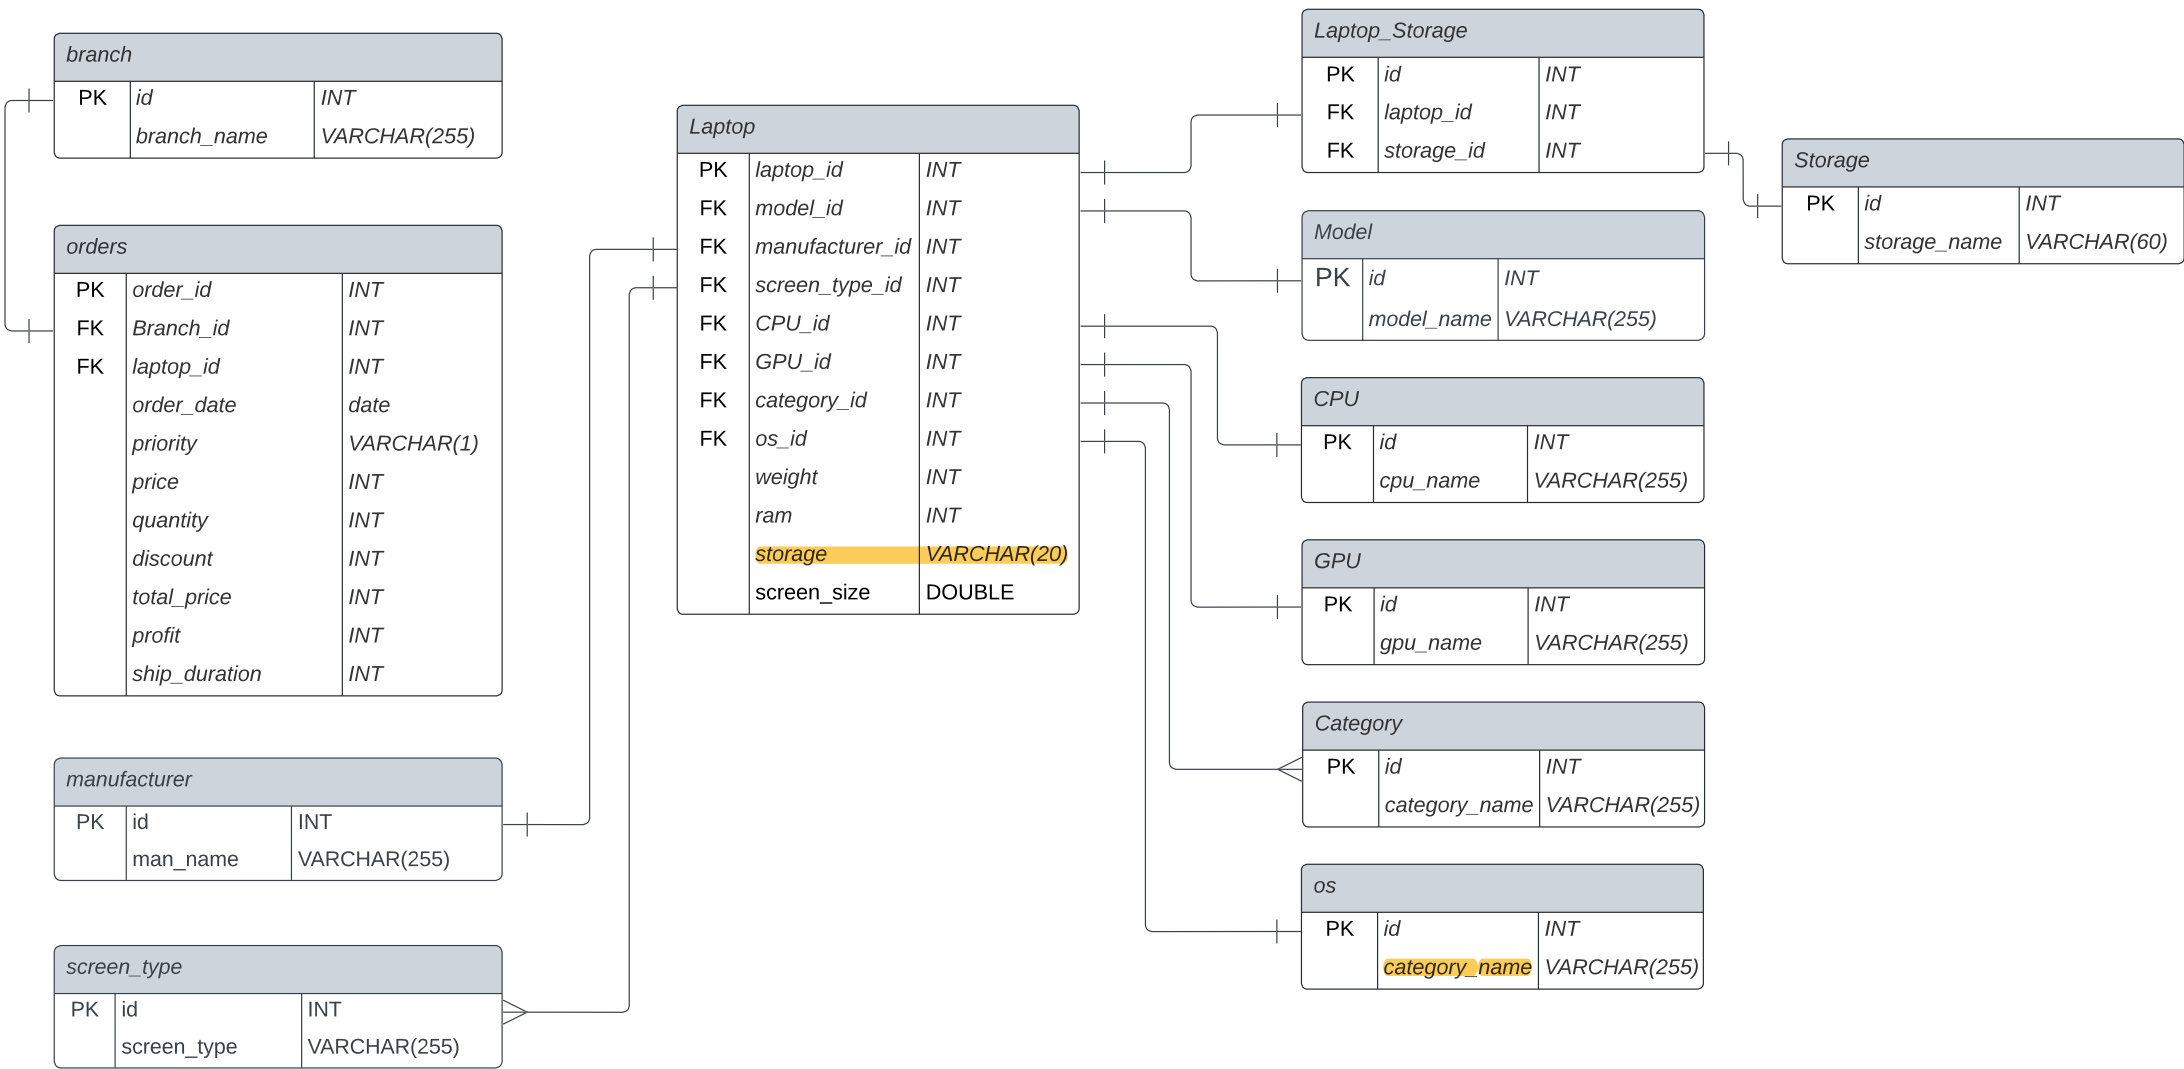 branch
PK id INT
branch_name VARCHAR(255)
orders
PK order_id INT
FK Branch_id INT
FK laptop_id INT
order_date date
priority VARCHAR(1)
price INT
quantity INT
discount INT
total_price INT
profit INT
ship_duration INT
manufacturer
PK id INT
man_name VARCHAR(255)
screen_type
PK id INT
screen_type VARCHAR(255)
Laptop
PK laptop_id INT
FK model_id INT
FK manufacturer_id INT
FK screen_type_id INT
FK CPU_id INT
FK GPU_id INT
FK category_id INT
FK os_id INT
weight INT
ram INT
storage VARCHAR(20)
screen_size DOUBLE
Laptop_Storage
PK id INT
FK laptop_id INT
FK storage_id INT
Model
PK id INT
model_name VARCHAR(255)
CPU
PK id INT
cpu_name VARCHAR(255)
GPU
PK id INT
gpu_name VARCHAR(255)
Category
PK id INT
category_name VARCHAR(255)
os
PK id INT
category_name VARCHAR(255)
Storage
PK id INT
storage_name VARCHAR(60)